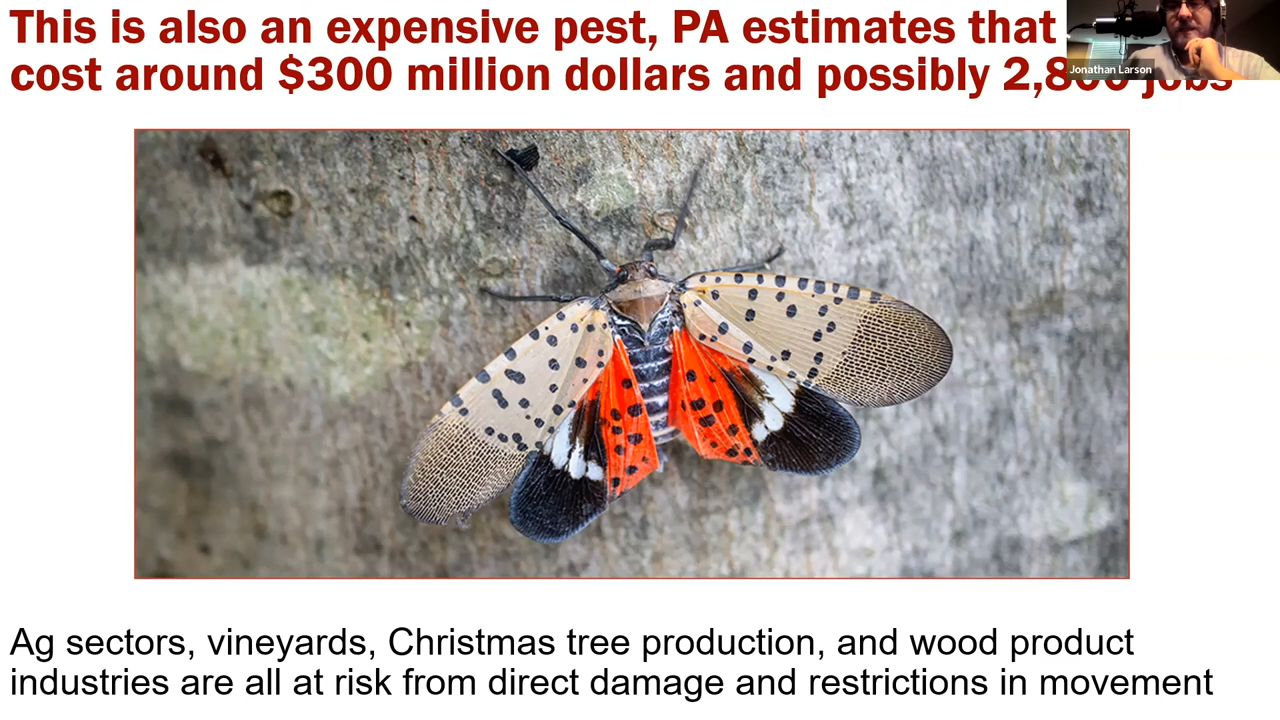 This is also an expensive pest, PA estimates that
Jonathan Larson
cost around $300 million dollars and possibly jobs
Ag sectors, vineyards, Christmas tree production, and wood product
industries are all at risk from direct damage and restrictions in movement